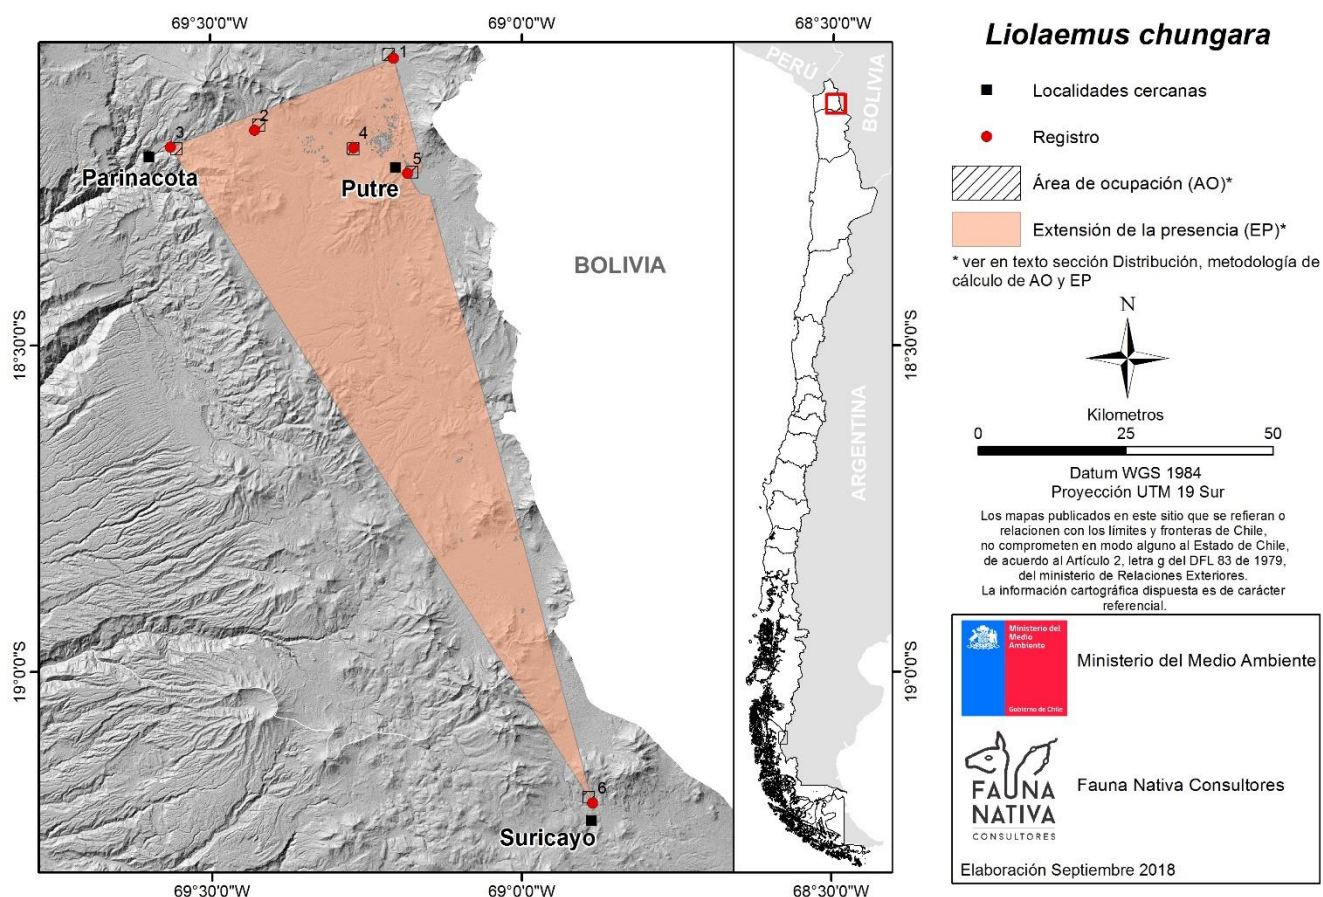 69°30'0"W
69°0'0"W
68°30'0"W
18°30'0"S
19°0'0"S
1
2
3
4
5
6
Parinacota
Putre
Suricayo
BOLIVIA
69°30'0"W
69°0'0"W
68°30'0"W
PERÚ
BOLIVIA
ARGENTINA
18°30'0"S
19°0'0"S
Liolaemus chungara
Localidades cercanas
Registro
Área de ocupación (AO)*
Extensión de la presencia (EP)*
* ver en texto sección Distribución, metodología de
cálculo de AO y EP
N
Kilometros
0 25 50
Datum WGS 1984
Proyección UTM 19 Sur
Los mapas publicados en este sitio que se refieran o
relacionen con los límites y fronteras de Chile,
no comprometen en modo alguno al Estado de Chile,
de acuerdo al Artículo 2, letra g del DFL 83 de 1979,
del ministerio de Relaciones Exteriores.
La información cartográfica dispuesta es de carácter
referencial.
Ministerio del
Medio
Ambiente
Gobierno de Chile
Ministerio del Medio Ambiente
FAUNA
NATIVA
CONSULTORES
Fauna Nativa Consultores
Elaboración Septiembre 2018